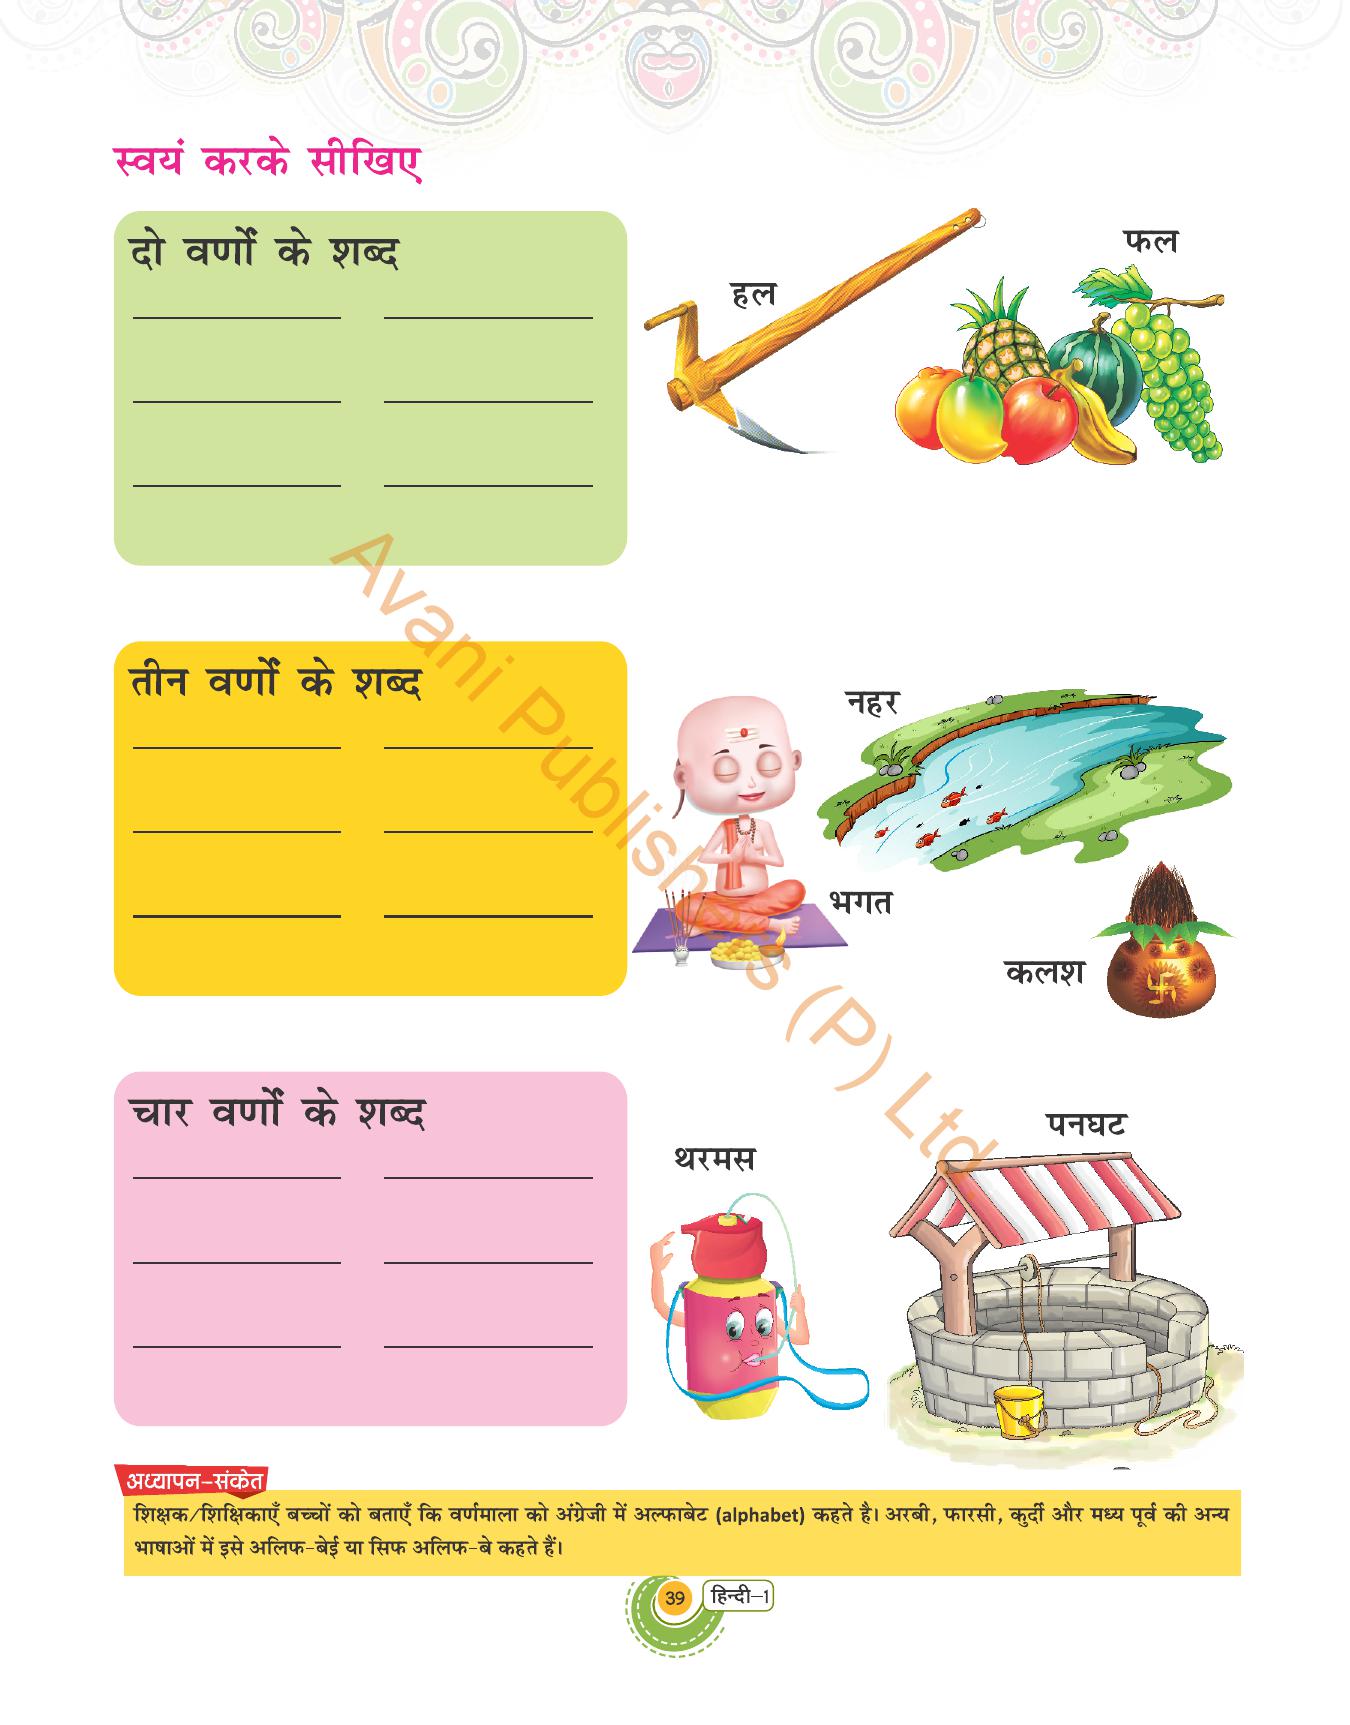 स्वयं करके सीखिए
दो वर्णों के शब्द
हल
फल
तीन वर्णों के शब्द
नहर
भगत
कलश
चार वर्णों के शब्द
थरमस
पनघट
Avani Publishers (P) Ltd.
अध्यापन-संकेत
शिक्षक/शिक्षिकाएँ बच्चों को बताएँ कि वर्णमाला को अंग्रेजी में अल्फाबेट (alphabet) कहते है। अरबी, फारसी, कुर्दी और मध्य पूर्व की अन्य
भाषाओं में इसे अलिफ-बेई या सिफ अलिफ-बे कहते हैं।
39 हिन्दी-1